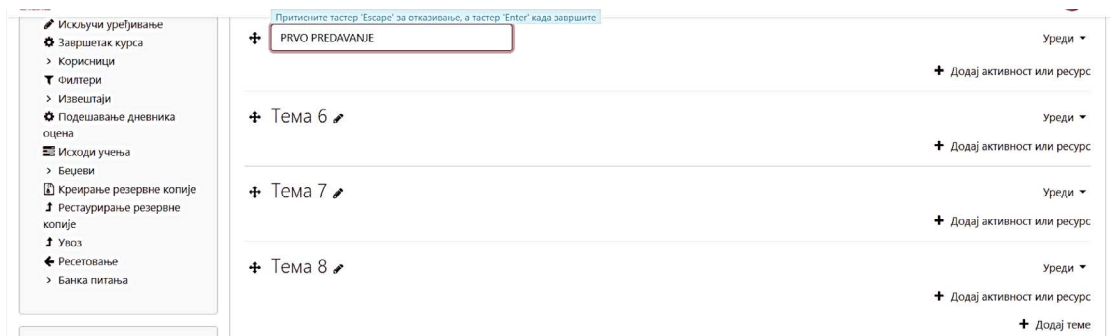 Притисните тастер 'Escape' за отказивање, а тастер 'Enter' када завршите
Искључи уређивање
Завршетак курса
Корисници
Филтери
Извештаји
Подешавање дневника
оцена
Исходи учења
Беџеви
Креирање резервне копије
Рестаурирање резервне
копије
Увоз
Ресетовање
Банка питања
PRVO PREDAVANJE
Уреди
Додај активност или ресурс
Тема 6
Уреди
Додај активност или ресурс
Тема 7
Уреди
Додај активност или ресурс
Тема 8
Уреди
Додај активност или ресурс
Додај теме